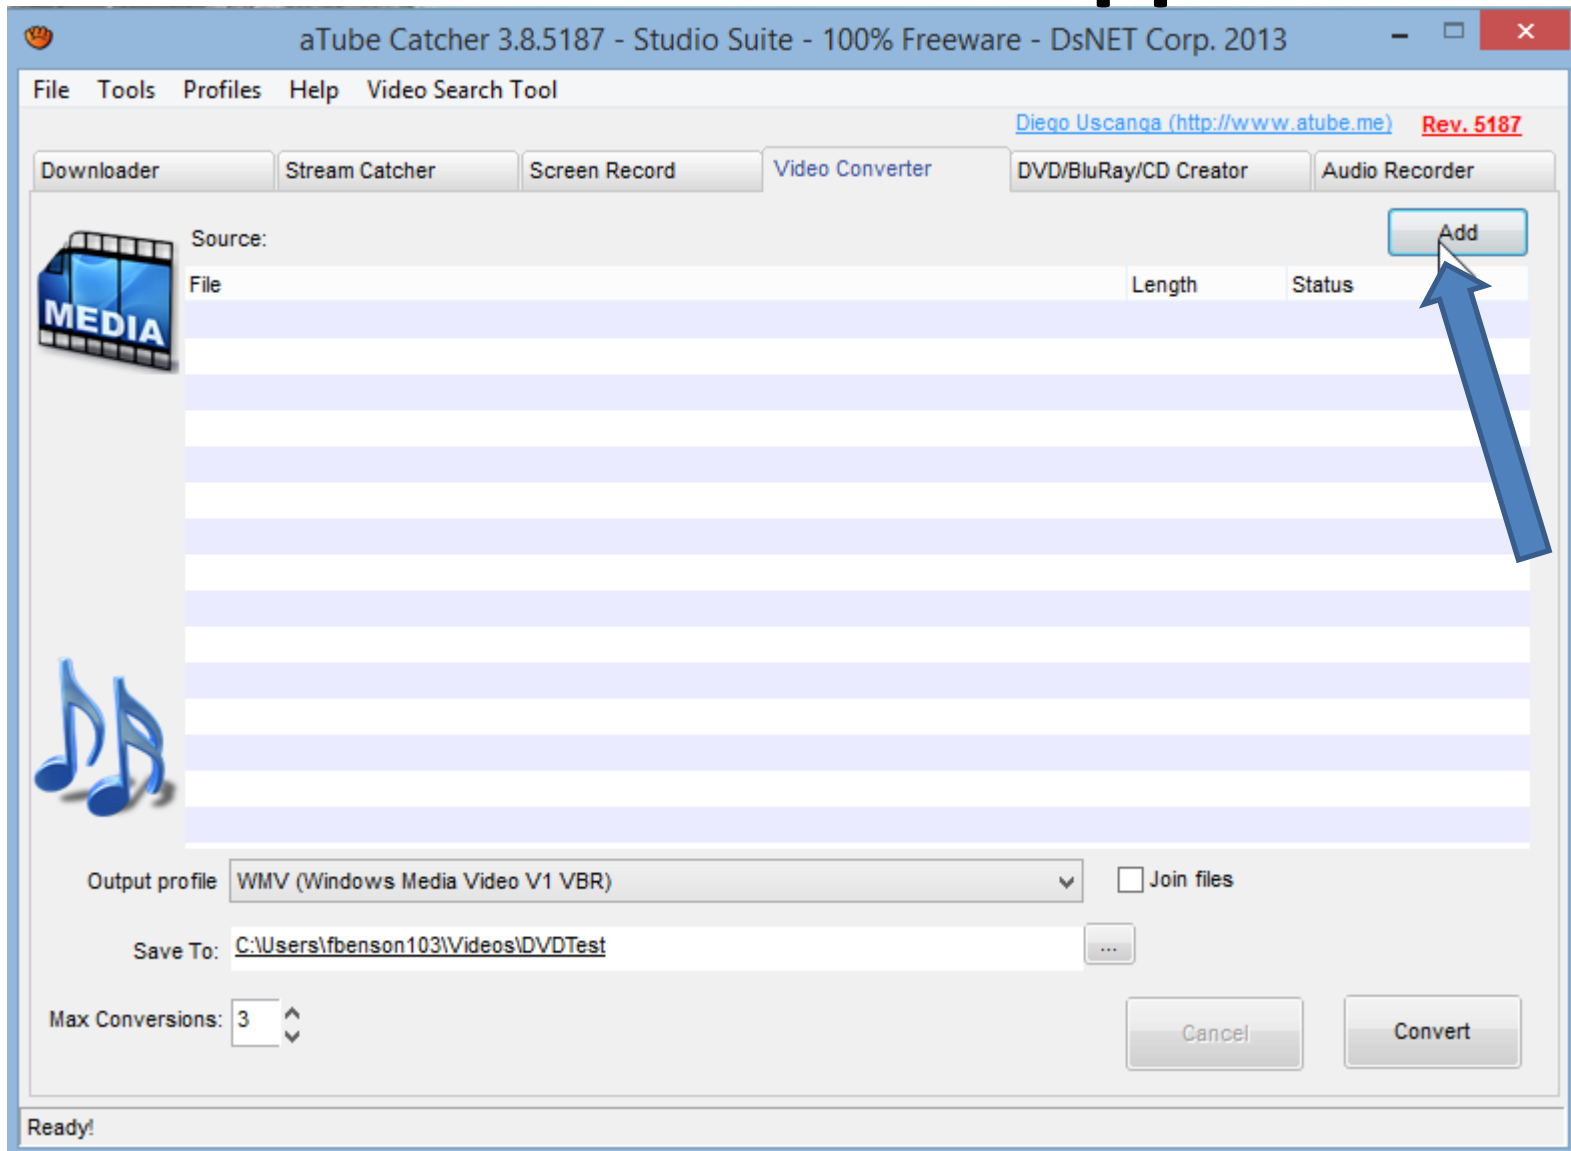 aTube Catcher 3.8.5187 - Studio Suite - 100% Freeware - DsNET Corp. 2013
File Tools Profiles Help Video Search Tool
Diego Uscanga (http://www.atube.me) Rev. 5187
Downloader Stream Catcher Screen Record Video Converter DVD/BluRay/CD Creator Audio Recorder
MEDIA
Source: Add
File Length Status
Output profile WMV (Windows Media Video V1 VBR) Join files
Save To: C:\Users\fbenson103\Videos\DVDTest ...
Max Conversions: 3 Cancel Convert
Ready!